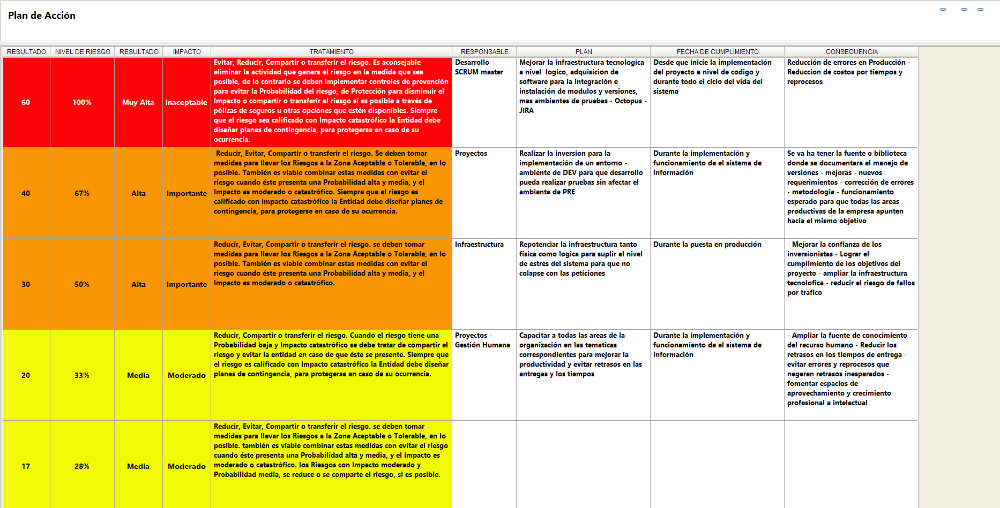 Plan de Acción
RESULTADO NIVEL DE RIESGO RESULTADO IMPACTO TRATAMIENTO RESPONSABLE PLAN FECHA DE CUMPLIMIENTO CONSECUENCIA
60
100%
Muy Alta
Inaceptable
Evitar, Reducir, Compartir o transferir el riesgo. Es aconsejable
eliminar la actividad que genera el riesgo en la medida que sea
posible, de lo contrario se deben implementar controles de prevención
para evitar la Probabilidad del riesgo, de Protección para disminuir el
Impacto o compartir o transferir el riesgo si es posible a través de
pólizas de seguros u otras opciones que estén disponibles. Siempre
que el riesgo sea calificado con Impacto catastrófico la Entidad debe
diseñar planes de contingencia, para protegerse en caso de su
ocurrencia.
Desarrollo -
SCRUM master
Mejorar la infraestructura tecnologica
a nivel  logico, adquisicion de
software para la integración e
instalación de modulos y versiones,
mas ambientes de pruebas - Octopus -
JIRA
Desde que inicie la implementación
del proyecto a nivel de codigo y
durante todo el ciclo del vida del
sistema
Reducción de errores en Producción -
Reduccion de costos por tiempos y
reprocesos
40
67%
Alta
Importante
Reducir, Evitar, Compartir o transferir el riesgo. Se deben tomar
medidas para llevar los Riesgos a la Zona Aceptable o Tolerable, en lo
posible. También es viable combinar estas medidas con evitar el
riesgo cuando éste presenta una Probabilidad alta y media, y el
Impacto es moderado o catastrófico. Siempre que el riesgo es
calificado con Impacto catastrófico la Entidad debe diseñar planes de
contingencia, para protegerse en caso de su ocurrencia.
Proyectos
Realizar la inversion para la
implementación de un entorno -
ambiente de DEV para que desarrollo
pueda realizar pruebas sin afectar el
ambiente de PRE
Durante la implementación y
funcionamiento de el sistema de
información
Se va ha tener la fuente o biblioteca
donde se documentara el manejo de
versiones - mejoras - nuevos
requerimientos - corrección de errores
- metodologia - funcionamiento
esperado para que todas las areas
productivas de la empresa apunten
hacia el mismo objetivo
30
50%
Alta
Importante
Reducir, Evitar, Compartir o transferir el riesgo. se deben tomar
medidas para llevar los Riesgos a la Zona Aceptable o Tolerable, en lo
posible. También es viable combinar estas medidas con evitar el
riesgo cuando éste presenta una Probabilidad alta y media, y el
Impacto es moderado o catastrófico.
Infraestructura
Repotenciar la infraestructura tanto
fisica como logica para suplir el nivel
de estres del sistema para que no
colapse con las peticiones
Durante la puesta en producción
- Mejorar la confianza de los
inversionistas - Lograr el
cumplimiento de los objetivos del
proyecto - ampliar la infraestructura
tecnolofica - reducir el riesgo de fallos
por trafico
20
33%
Media
Moderado
Reducir, Compartir o transferir el riesgo. Cuando el riesgo tiene una
Probabilidad baja y Impacto catastrófico se debe tratar de compartir el
riesgo y evitar la entidad en caso de que éste se presente. Siempre que
el riesgo es calificado con Impacto catastrófico la Entidad debe diseñar
planes de contingencia, para protegerse en caso de su ocurrencia.
Proyectos -
Gestión Humana
Capacitar a todas las areas de la
organización en las tematicas
correspondientes para mejorar la
productividad y evitar retrasos en las
entregas y los tiempos
Durante la implementación y
funcionamiento de el sistema de
información
- Ampliar la fuente de conocimiento
del recurso humano - Reducir los
retrasos en los tiempos de entrega -
evitar errores y reprocesos que
negeren retrasos inesperados -
fomentar espacios de
aprovechamiento y crecimiento
profesional e intelectual
17
28%
Media
Moderado
Reducir, Evitar, Compartir o transferir el riesgo. se deben tomar
medidas para llevar los Riesgos a la Zona Aceptable o Tolerable, en lo
posible. también es viable combinar estas medidas con evitar el riesgo
cuando éste presenta una Probabilidad alta y media, y el Impacto es
moderado o catastrófico. los Riesgos con Impacto moderado y
Probabilidad media, se reduce o se comparte el riesgo, si es posible.